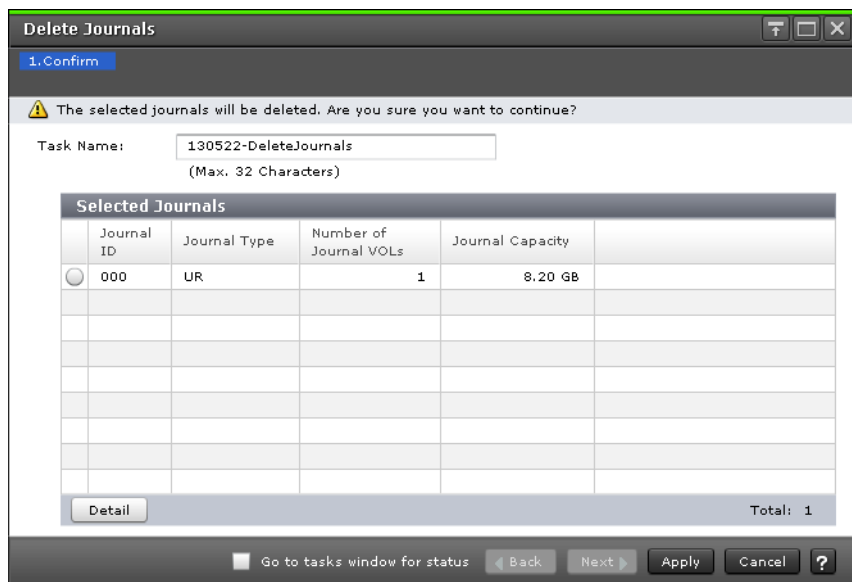 Delete Journals
1.Confirm
The selected journals will be deleted. Are you sure you want to continue?
Task Name: 130522-DeleteJournals
(Max. 32 Characters)
Selected Journals
Journal ID Journal Type Number of Journal VOLs Journal Capacity
000 UR 1 8.20 GB
Detail Total: 1
Go to tasks window for status Back Next Apply Cancel ?